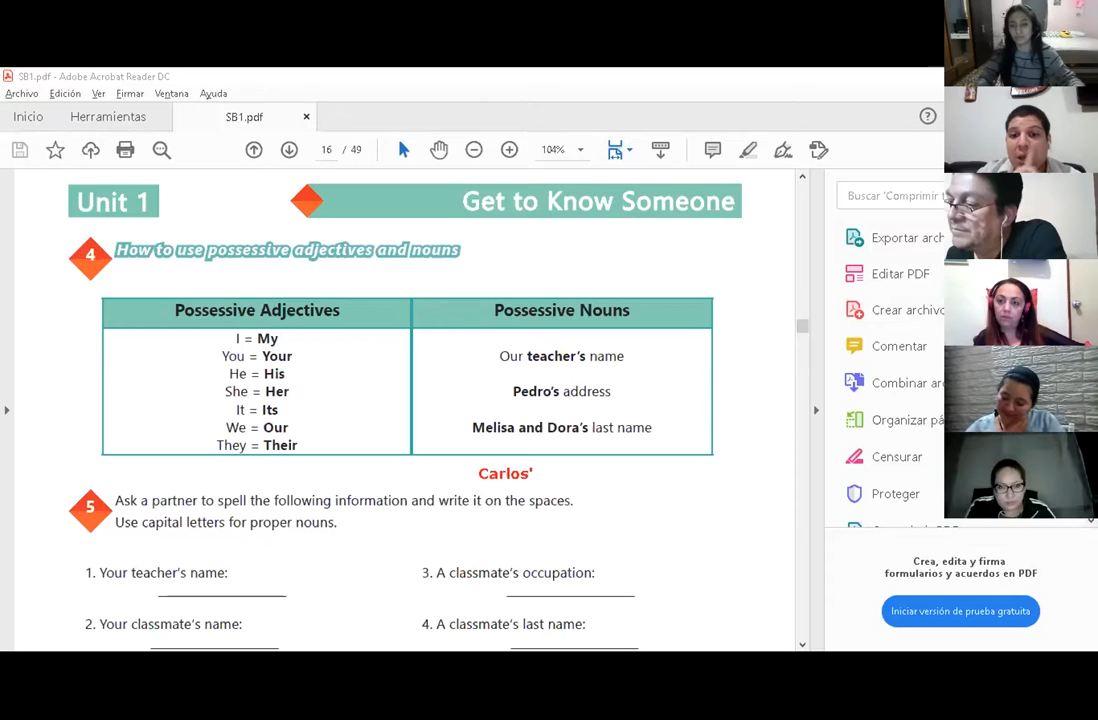 SB1.pdf - Adobe Acrobat Reader DC
Archivo Edición Ver Firmar Ventana Ayuda
Inicio Herramientas SB1.pdf ×
16 / 49 104%
Unit 1 Get to Know Someone
4 How to use possessive adjectives and nouns
Possessive Adjectives Possessive Nouns
I = My
You = Your
He = His
She = Her
It = Its
We = Our
They = Their
Our teacher's name
Pedro's address
Melisa and Dora's last name
Carlos'
5 Ask a partner to spell the following information and write it on the spaces.
Use capital letters for proper nouns.
1. Your teacher's name:
3. A classmate's occupation:
2. Your classmate's name:
4. A classmate's last name:
Buscar 'Comprimir
Exportar arch
Editar PDF
Crear archivo
Comentar
Combinar ar
Organizar pá
Censurar
Proteger
Crea, edita y firma
formularios y acuerdos en PDF
Iniciar versión de prueba gratuita